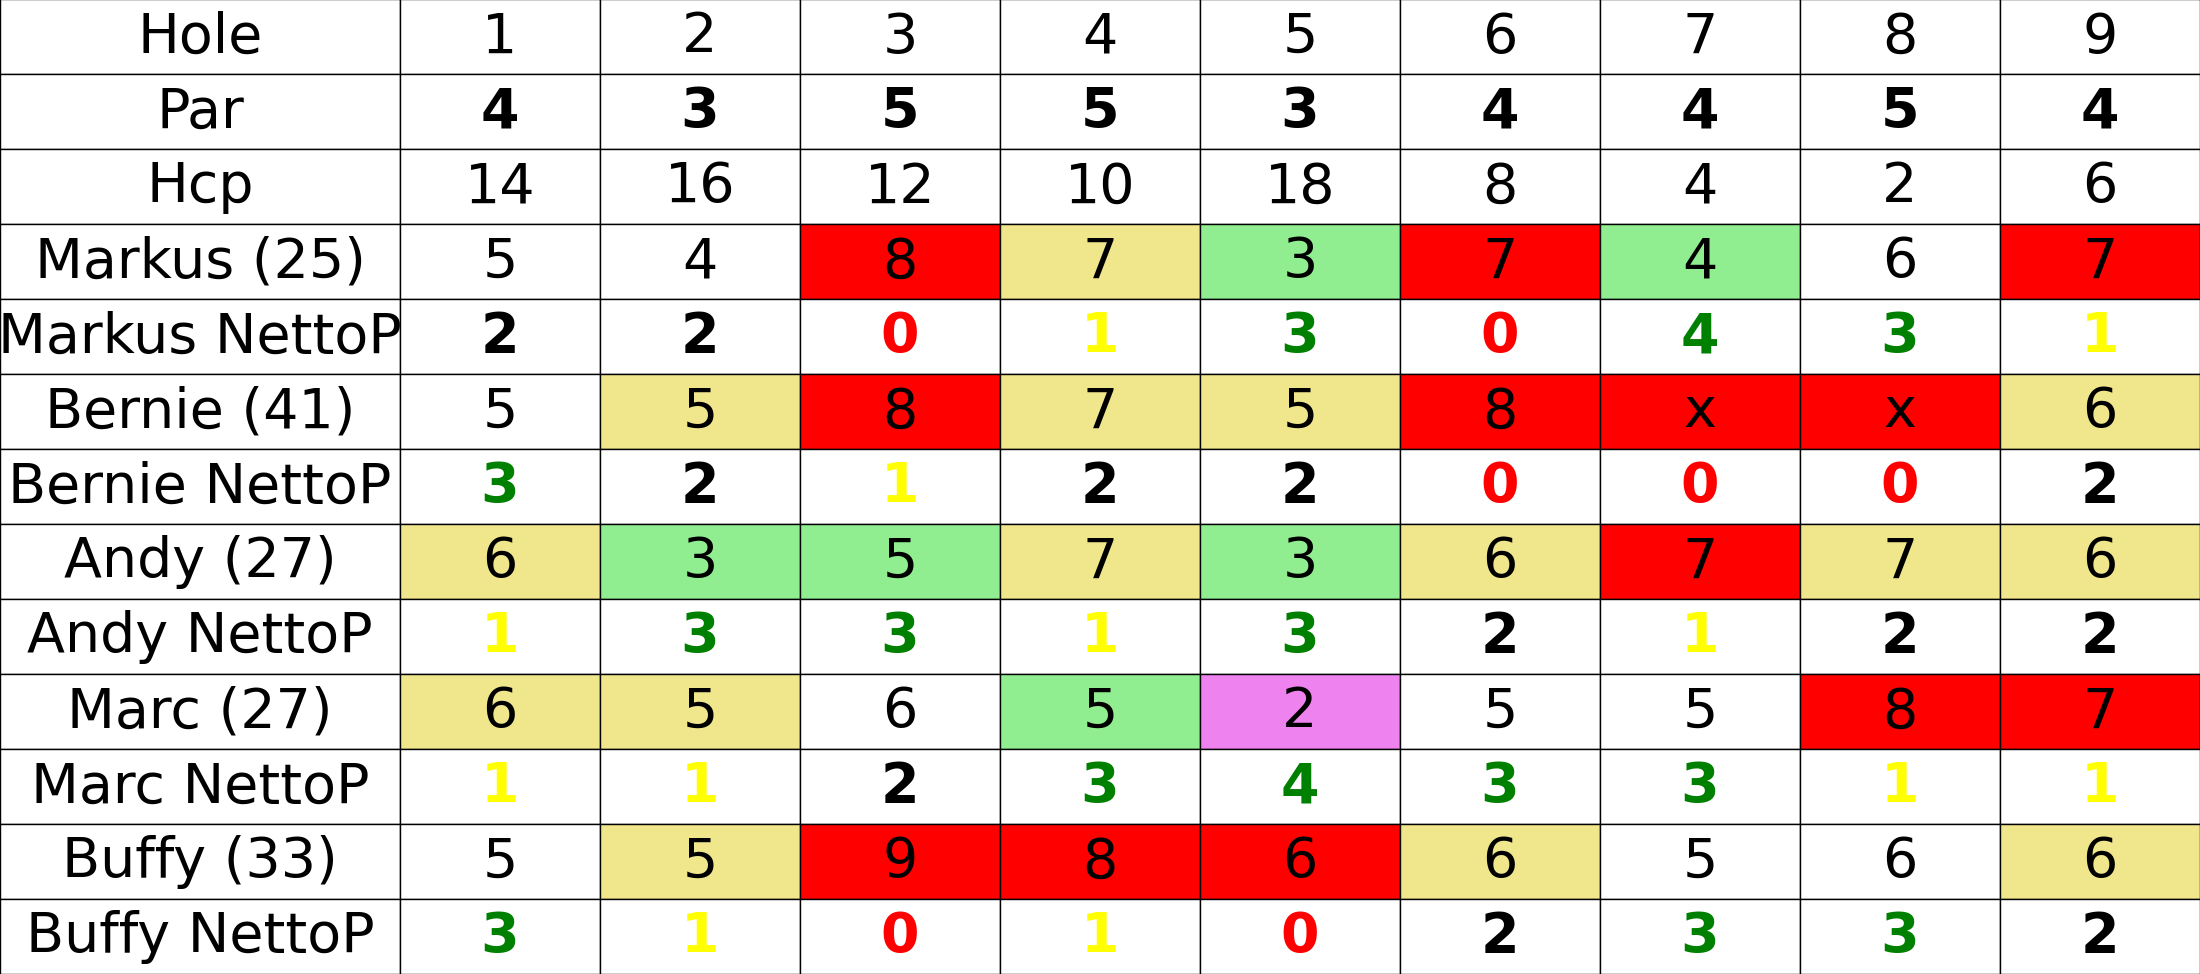 Hole 1 2 3 4 5 6 7 8 9
Par 4 3 5 5 3 4 4 5 4
Hcp 14 16 12 10 18 8 4 2 6
Markus (25) 5 4 8 7 3 7 4 6 7
Markus NettoP 2 2 0 1 3 0 4 3 1
Bernie (41) 5 5 8 7 5 8 x x 6
Bernie NettoP 3 2 1 2 2 0 0 0 2
Andy (27) 6 3 5 7 3 6 7 7 6
Andy NettoP 1 3 3 1 3 2 1 2 2
Marc (27) 6 5 6 5 2 5 5 8 7
Marc NettoP 1 1 2 3 4 3 3 1 1
Buffy (33) 5 5 9 8 6 6 5 6 6
Buffy NettoP 3 1 0 1 0 2 3 3 2